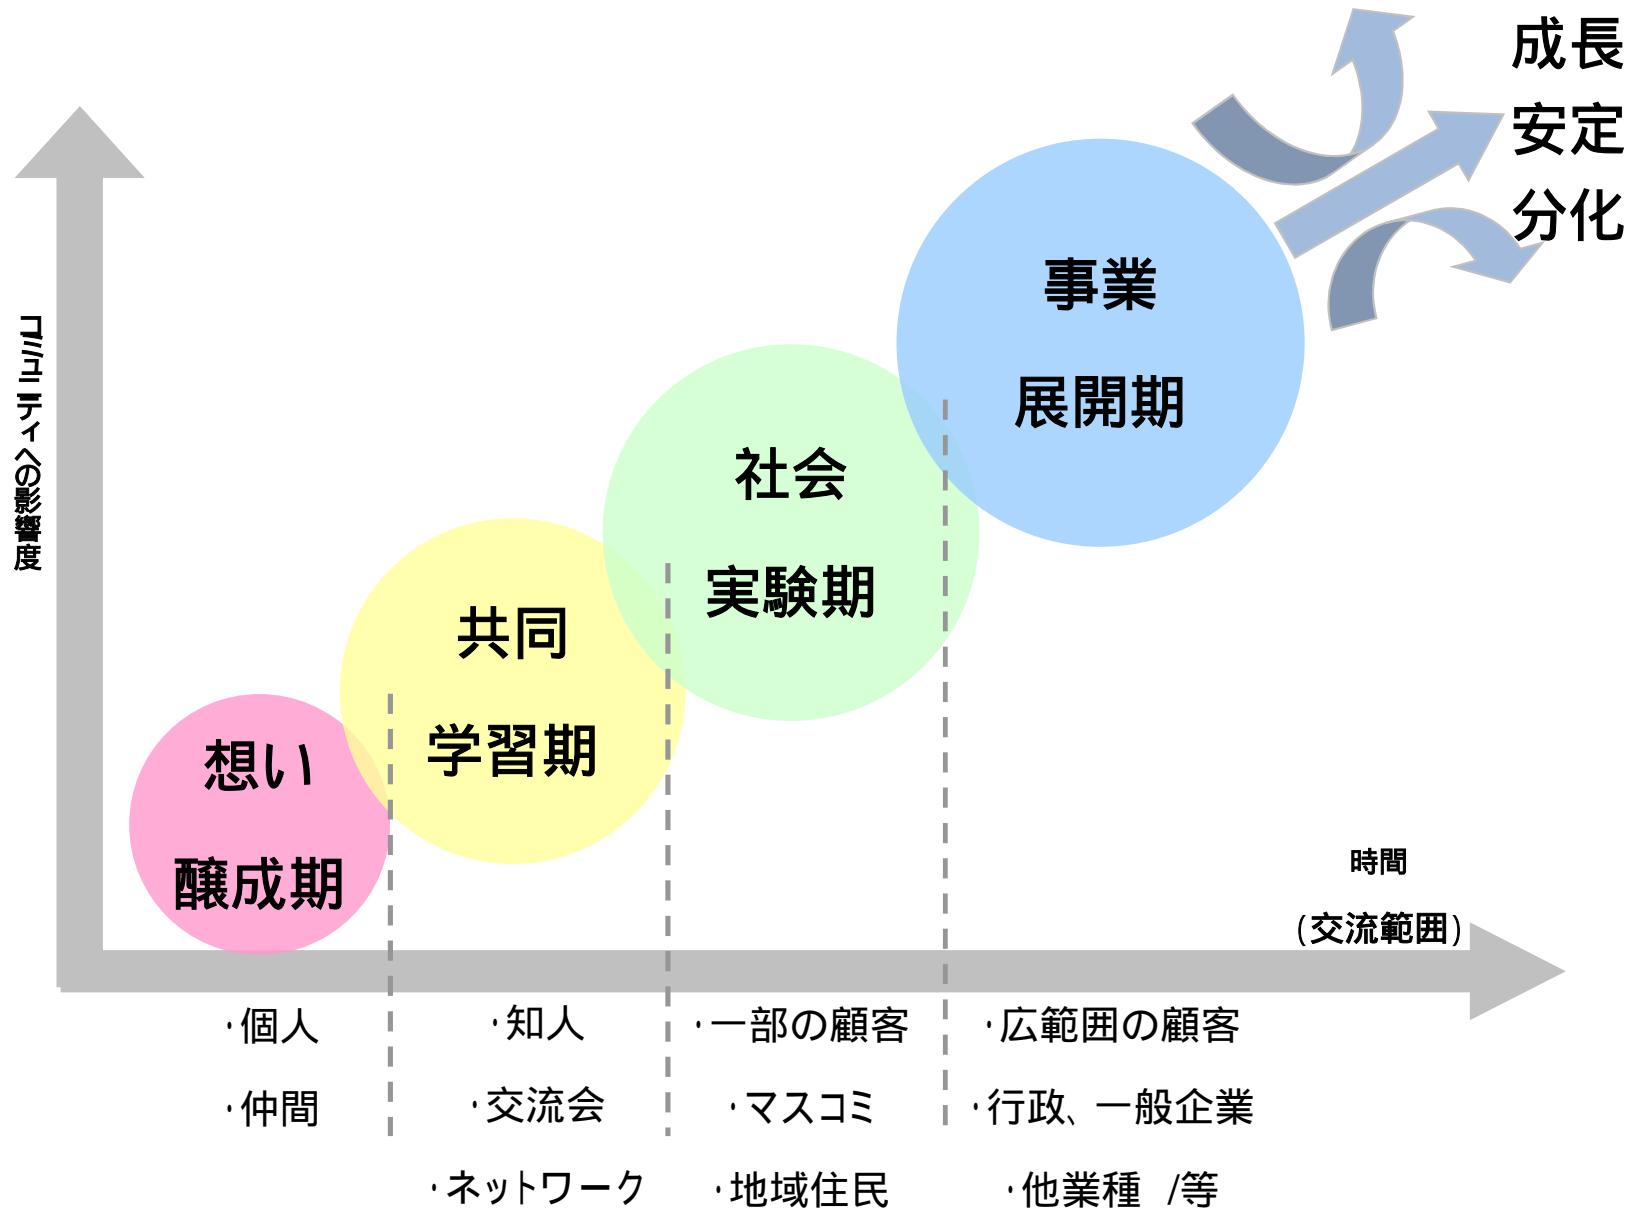 成長
安定
分化
事業
展開期
社会
実験期
共同
学習期
想い
醸成期
コミュニティへの影響度
時間
(交流範囲)
・個人
・仲間
・知人
・交流会
・ネットワーク
・一部の顧客
・マスコミ
・地域住民
・広範囲の顧客
・行政、一般企業
・他業種 /等